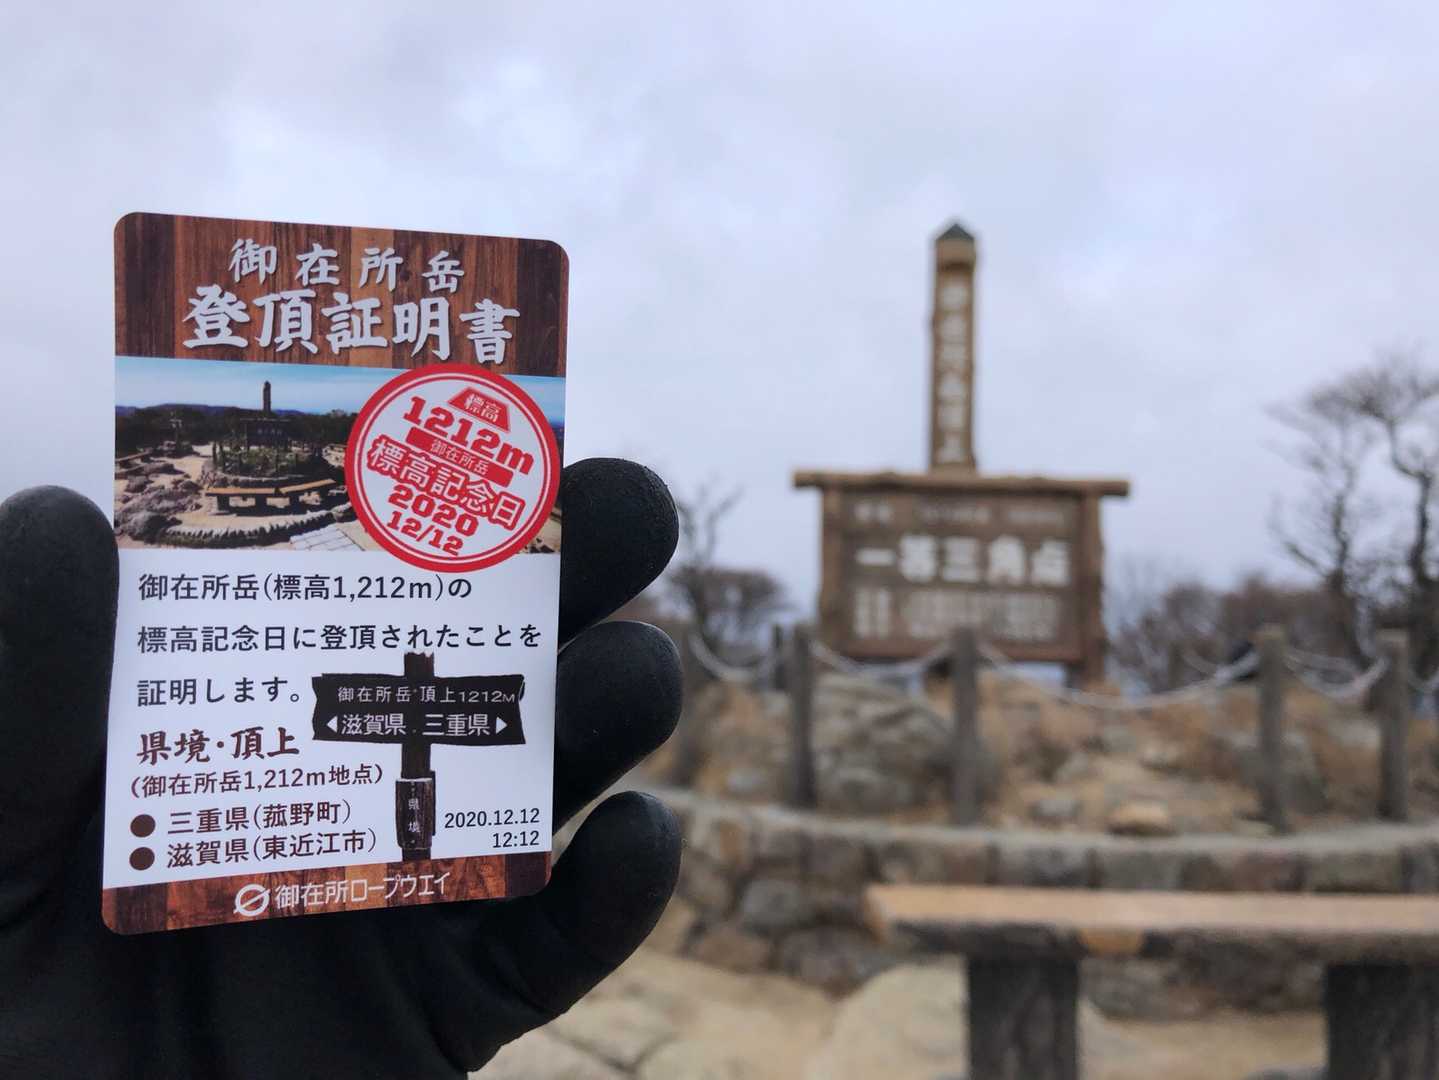 御在所岳
登頂証明書
標高
1212m
御在所岳
標高記念日
2020
12/12
御在所岳(標高1,212m)の
標高記念日に登頂されたことを
証明します。
御在所岳・頂上1212M
滋賀県 三重県
県境
県境・頂上
(御在所岳1,212m地点)
● 三重県(菰野町)
● 滋賀県(東近江市)
2020.12.12
12:12
御在所ロープウエイ
一等三角点